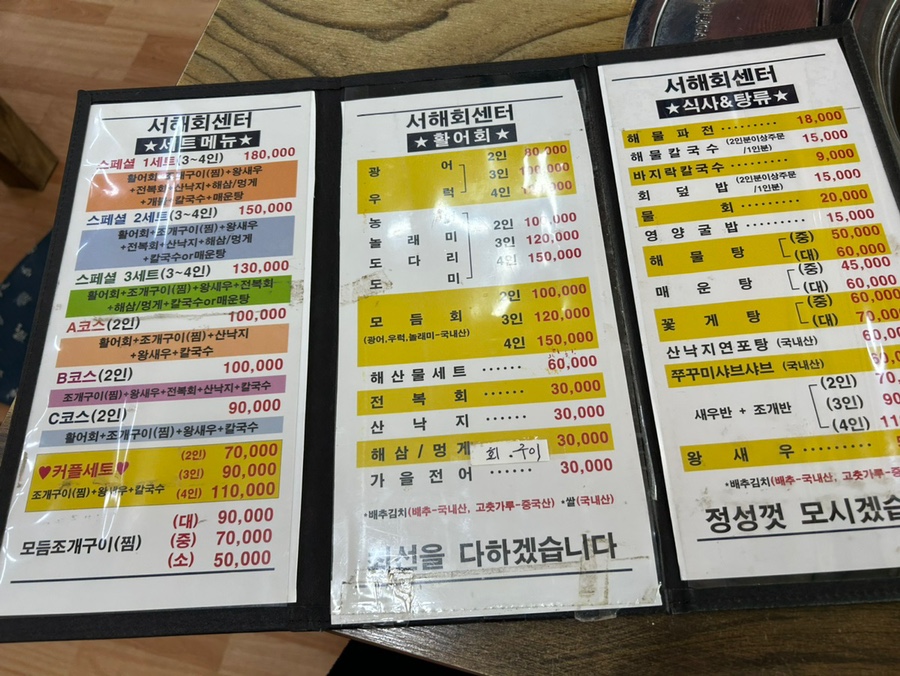 서해회센터
★세트메뉴★
스페셜 1세트(3~4인) 180,000
활어회+조개구이(찜)+왕새우
+전복회+산낙지+해삼/멍게
칼국수+매운탕
스페셜 2세트(3~4인) 150,000
활어회+조개구이(찜)+왕새우
+전복회+산낙지+해삼/멍게
+칼국수or매운탕
스페셜 3세트(3~4인) 130,000
활어회+조개구이(찜)+왕새우+전복회
+해삼/멍게+칼국수or매운탕
A코스(2인) 100,000
활어회+조개구이(찜)+산낙지
+왕새우+칼국수
B코스(2인) 100,000
조개구이(찜)+왕새우+전복회+산낙지+칼국수
C코스(2인) 90,000
활어회+조개구이(찜)+왕새우+칼국수
♥커플세트♥
조개구이(찜)+왕새우+칼국수
(2인) 70,000
(3인) 90,000
(4인) 110,000
모듬조개구이(찜)
(대) 90,000
(중) 70,000
(소) 50,000
서해회센터
★활어회★
광어
우럭
2인 80,000
3인 100,000
4인
농어
놀래미
도다리
도미
2인 100,000
3인 120,000
4인 150,000
모듬회
(광어,우럭,놀래미-국내산)
2인 100,000
3인 120,000
4인 150,000
해산물세트 ······ 60,000
전복회 ······ 30,000
산낙지 ······ 30,000
해삼/멍게 30,000
가을전어 회.구이 30,000
*배추김치(배추-국내산, 고춧가루-중국산) *쌀(국내산)
최선을 다하겠습니다
서해회센터
★식사&탕류★
해물파전 ········· 18,000
해물칼국수 (2인분이상주문/1인분) 15,000
바지락칼국수 ········· 9,000
회덮밥 (2인분이상주문/1인분) 15,000
물회 ········· 20,000
영양굴밥 ········· 15,000
해물탕
(중) 50,000
(대) 60,000
매운탕
(중) 45,000
(대) 60,000
꽃게탕
(중) 60,000
(대) 70,000
산낙지연포탕 (국내산)
쭈꾸미샤브샤브 (국내산)
새우반 + 조개반
(2인)
(3인)
(4인)
왕새우 ······
*배추김치(배추-국내산, 고춧가루
정성껏 모시겠습